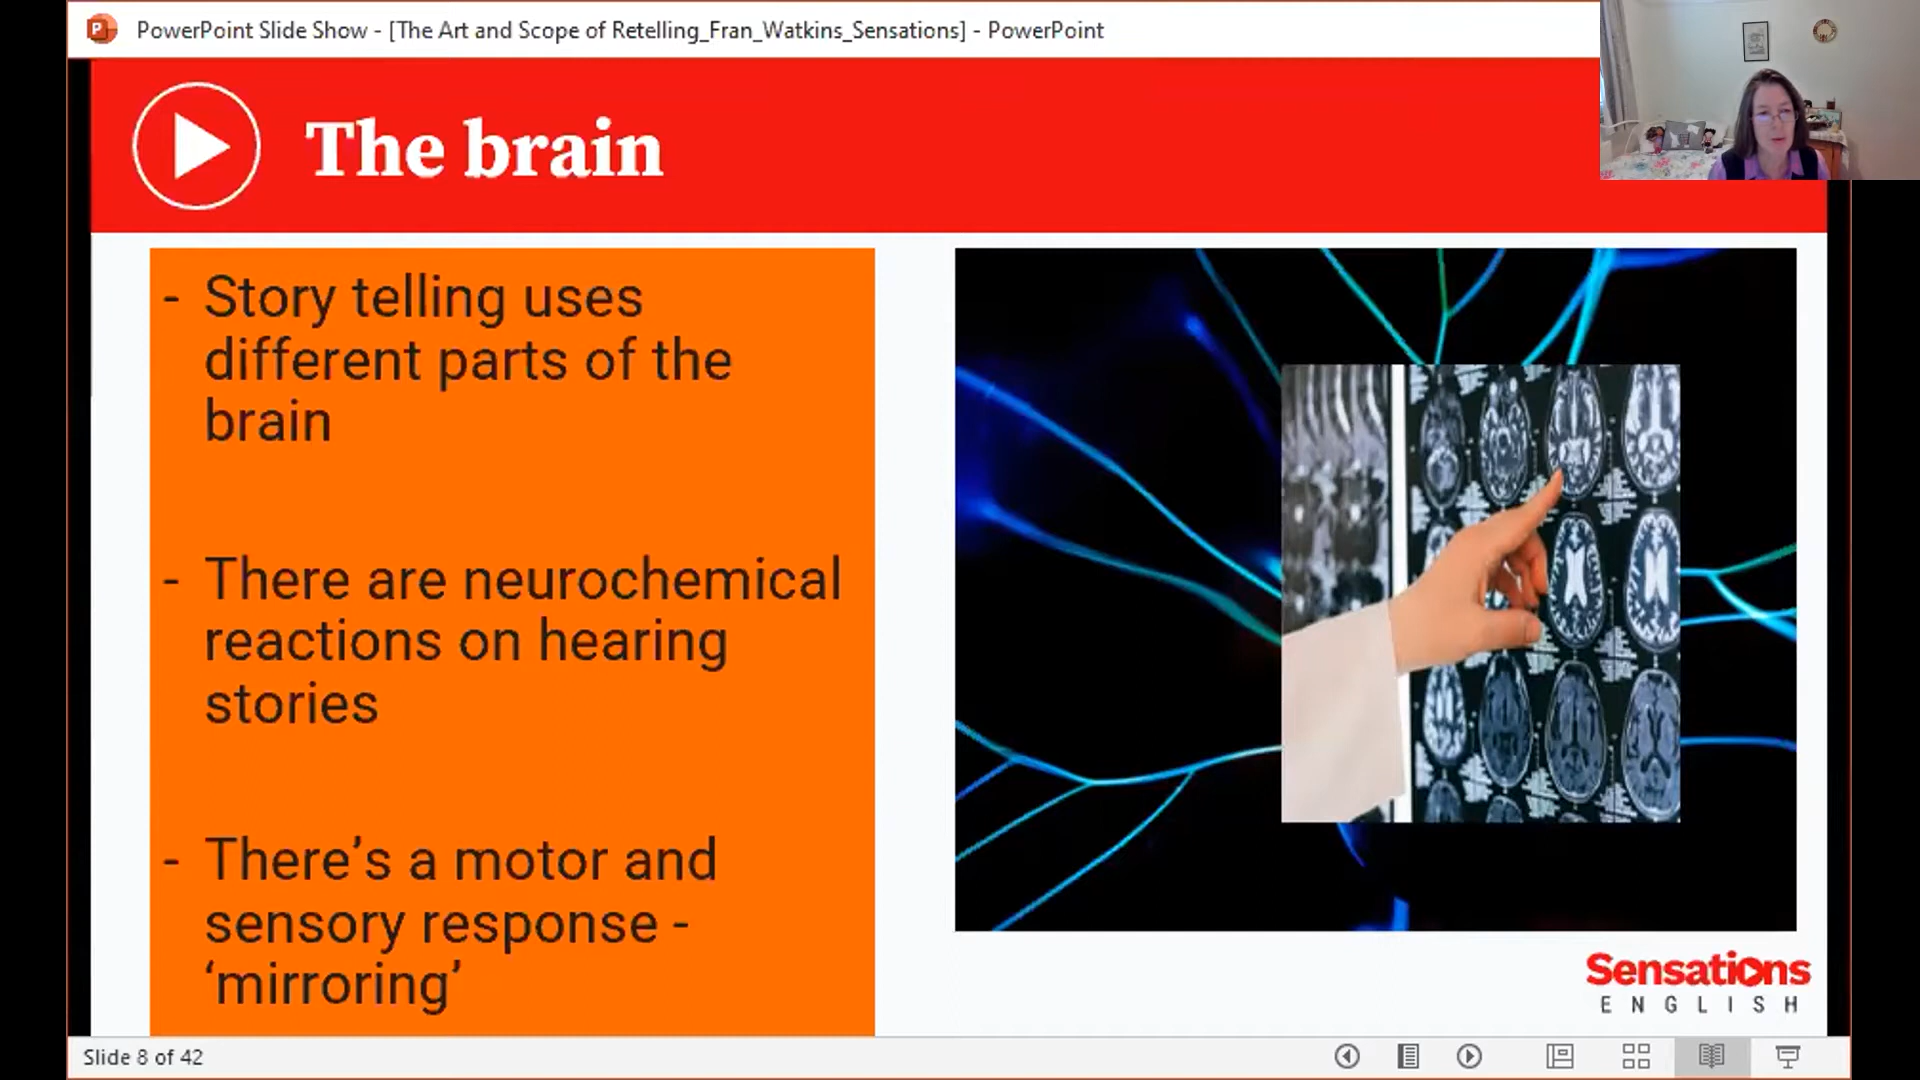 PowerPoint Slide Show - [The Art and Scope of Retelling_Fran_Watkins_Sensations] - PowerPoint
The brain
- Story telling uses
different parts of the
brain
- There are neurochemical
reactions on hearing
stories
- There's a motor and
sensory response -
‘mirroring’
Sensations
ENGLISH
Slide 8 of 42